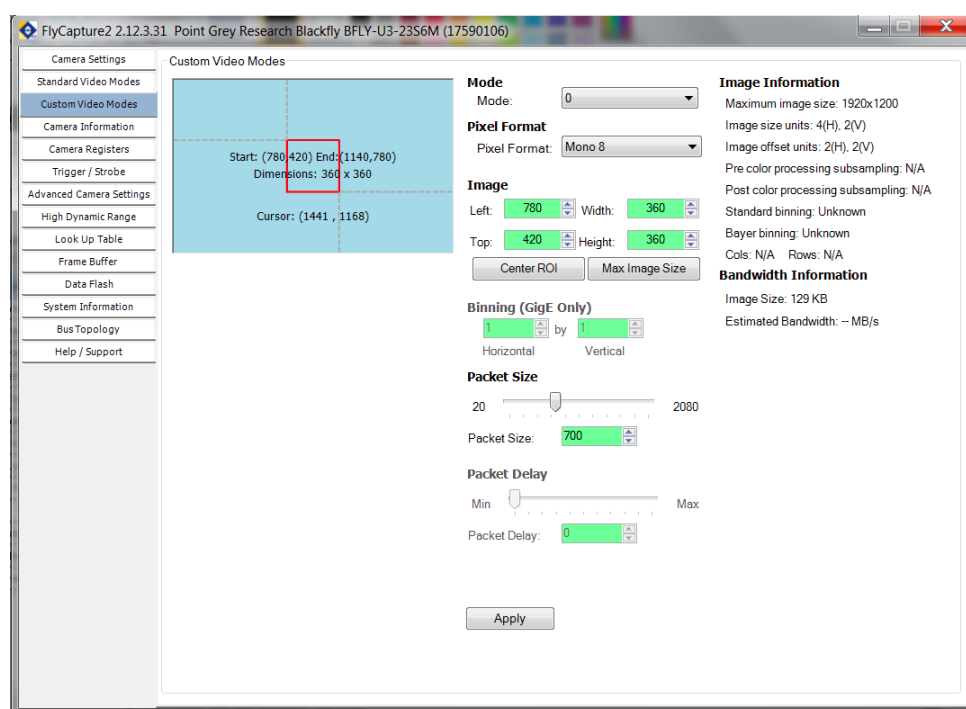 FlyCapture2 2.12.3.31 Point Grey Research Blackfly BFLY-U3-23S6M (17590106)
Camera Settings
Standard Video Modes
Custom Video Modes
Camera Information
Camera Registers
Trigger / Strobe
Advanced Camera Settings
High Dynamic Range
Look Up Table
Frame Buffer
Data Flash
System Information
Bus Topology
Help / Support
Custom Video Modes
Start: (780,420) End:(1140,780)
Dimensions: 360 x 360
Cursor: (1441 , 1168)
Mode
Mode: 0
Pixel Format
Pixel Format: Mono 8
Image
Left: 780 Width: 360
Top: 420 Height: 360
Center ROI Max Image Size
Binning (GigE Only)
1 by 1
Horizontal Vertical
Packet Size
20 2080
Packet Size: 700
Packet Delay
Min Max
Packet Delay: 0
Apply
Image Information
Maximum image size: 1920x1200
Image size units: 4(H), 2(V)
Image offset units: 2(H), 2(V)
Pre color processing subsampling: N/A
Post color processing subsampling: N/A
Standard binning: Unknown
Bayer binning: Unknown
Cols: N/A Rows: N/A
Bandwidth Information
Image Size: 129 KB
Estimated Bandwidth: -- MB/s